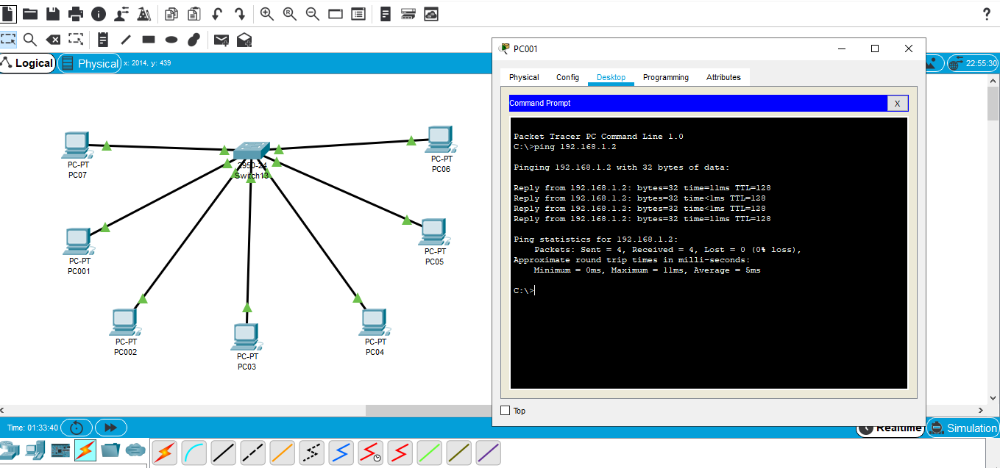 Logical
Physical
x: 2014, y: 439
22:55:30
PC-PT
PC07
2950-24
Switch13
PC-PT
PC06
PC-PT
PC001
PC-PT
PC05
PC-PT
PC002
PC-PT
PC03
PC-PT
PC04
PC001
Physical
Config
Desktop
Programming
Attributes
Command Prompt
X
Packet Tracer PC Command Line 1.0
C:\>ping 192.168.1.2
Pinging 192.168.1.2 with 32 bytes of data:
Reply from 192.168.1.2: bytes=32 time=11ms TTL=128
Reply from 192.168.1.2: bytes=32 time<1ms TTL=128
Reply from 192.168.1.2: bytes=32 time<1ms TTL=128
Reply from 192.168.1.2: bytes=32 time=11ms TTL=128
Ping statistics for 192.168.1.2:
Packets: Sent = 4, Received = 4, Lost = 0 (0% loss),
Approximate round trip times in milli-seconds:
Minimum = 0ms, Maximum = 11ms, Average = 5ms
C:\>
Top
Time: 01:33:40
Realtime
Simulation